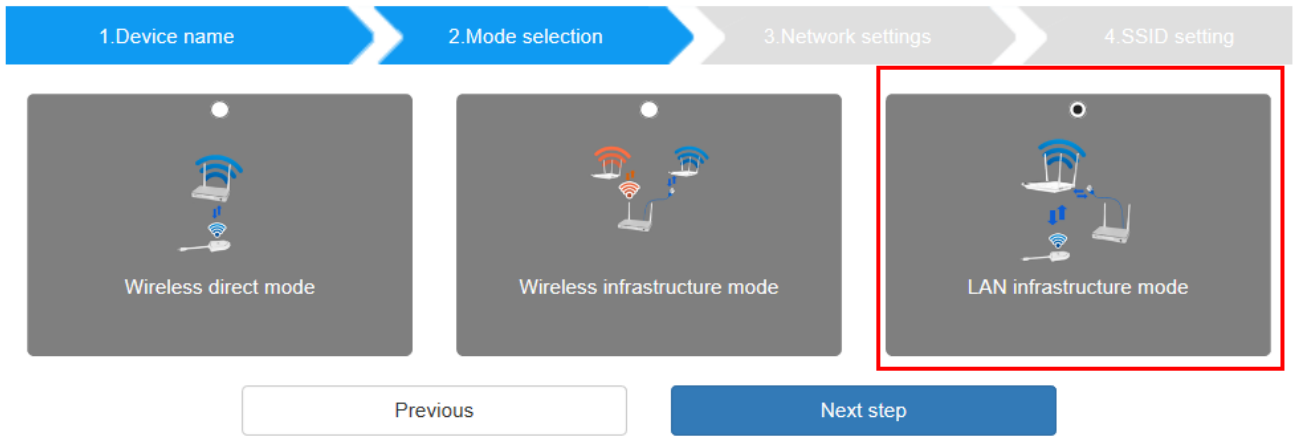 1.Device name
2.Mode selection
3.Network settings
4.SSID setting
Wireless direct mode
Wireless infrastructure mode
LAN infrastructure mode
Previous
Next step